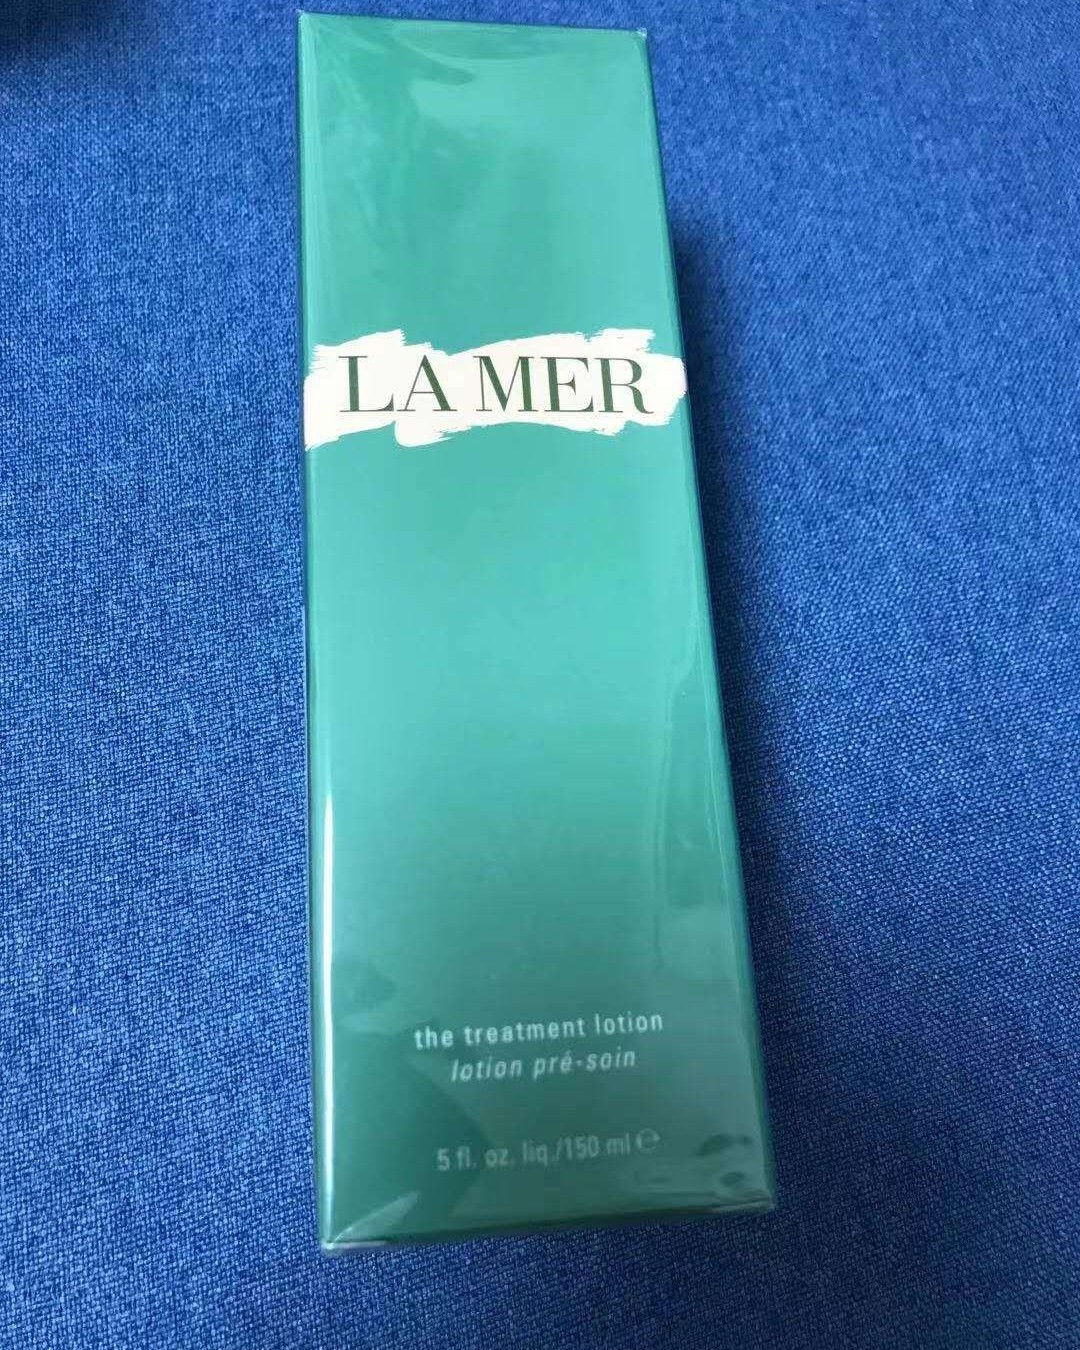 LA MER
the treatment lotion
lotion pré-soin
5 fl. oz. liq./150 ml ℮